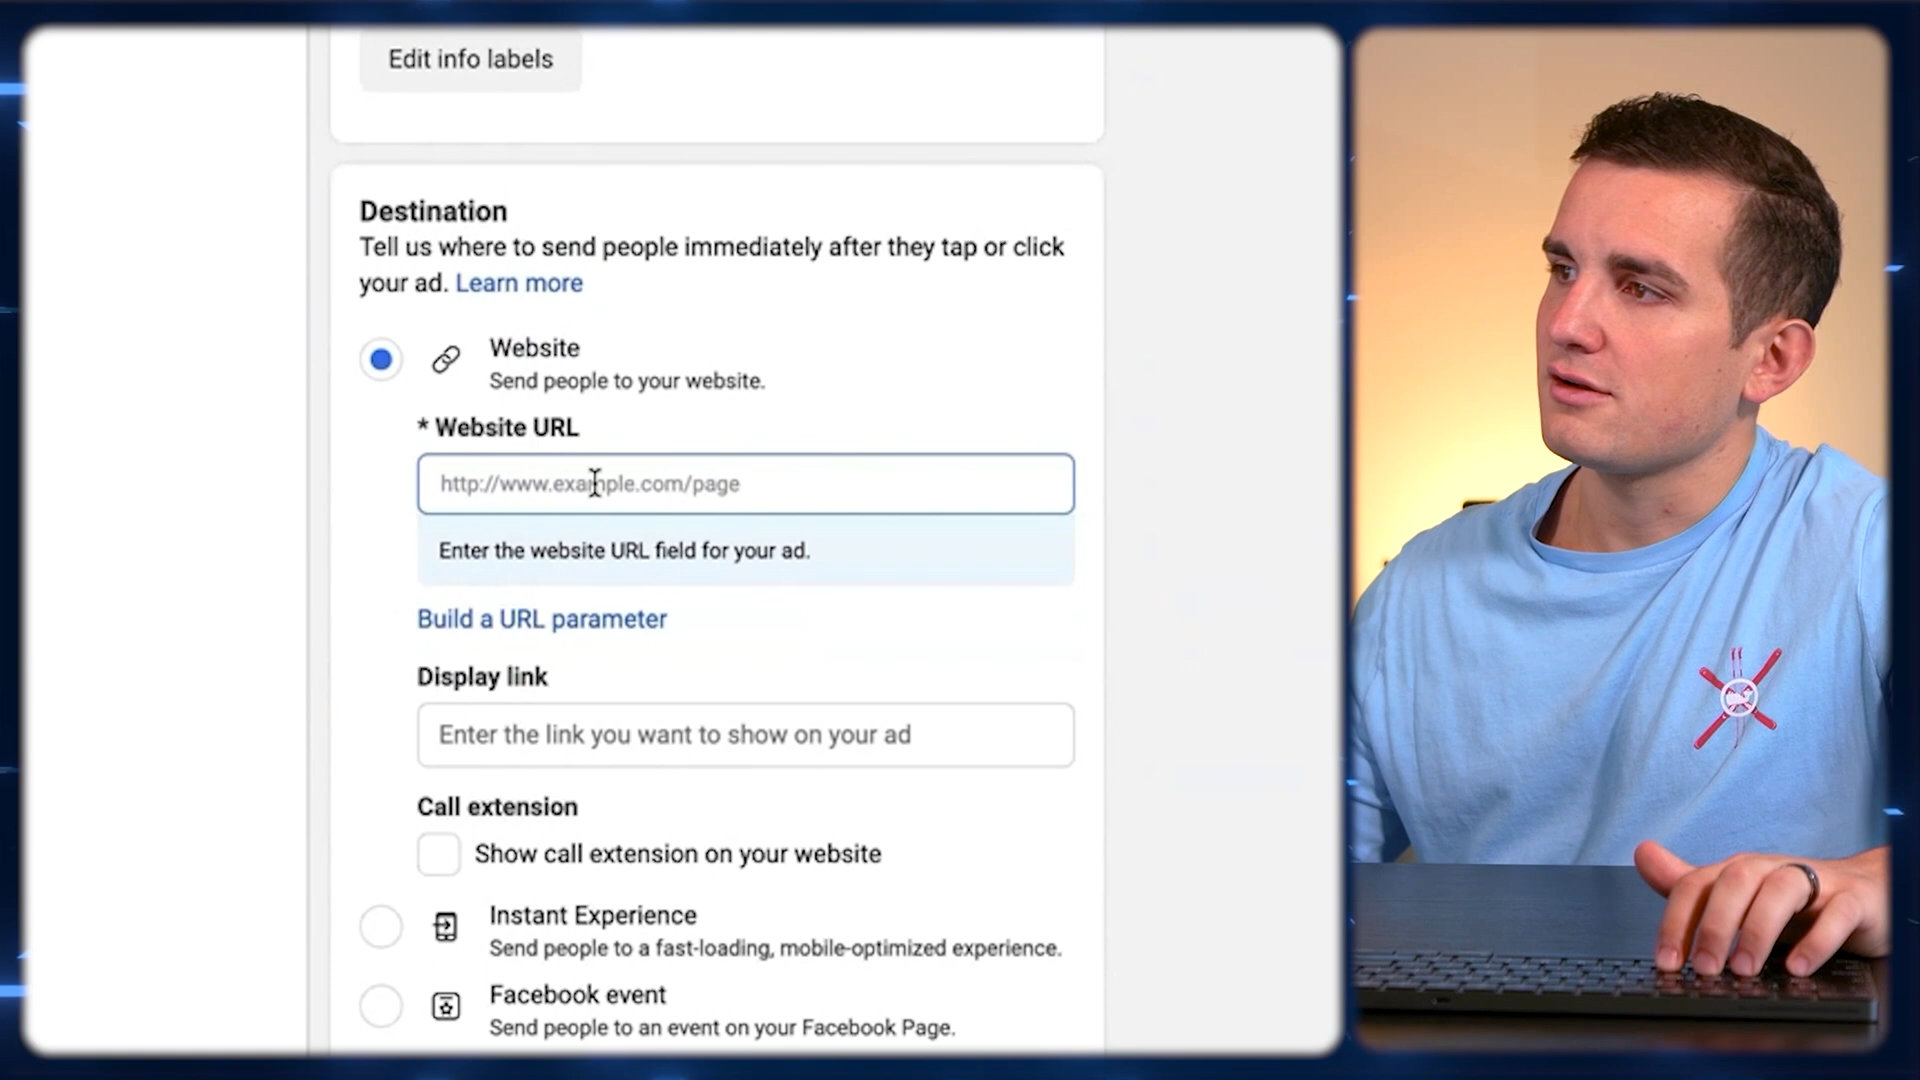 Edit info labels
Destination
Tell us where to send people immediately after they tap or click
your ad. Learn more
Website
Send people to your website.
* Website URL
http://www.example.com/page
Enter the website URL field for your ad.
Build a URL parameter
Display link
Enter the link you want to show on your ad
Call extension
Show call extension on your website
Instant Experience
Send people to a fast-loading, mobile-optimized experience.
Facebook event
Send people to an event on your Facebook Page.